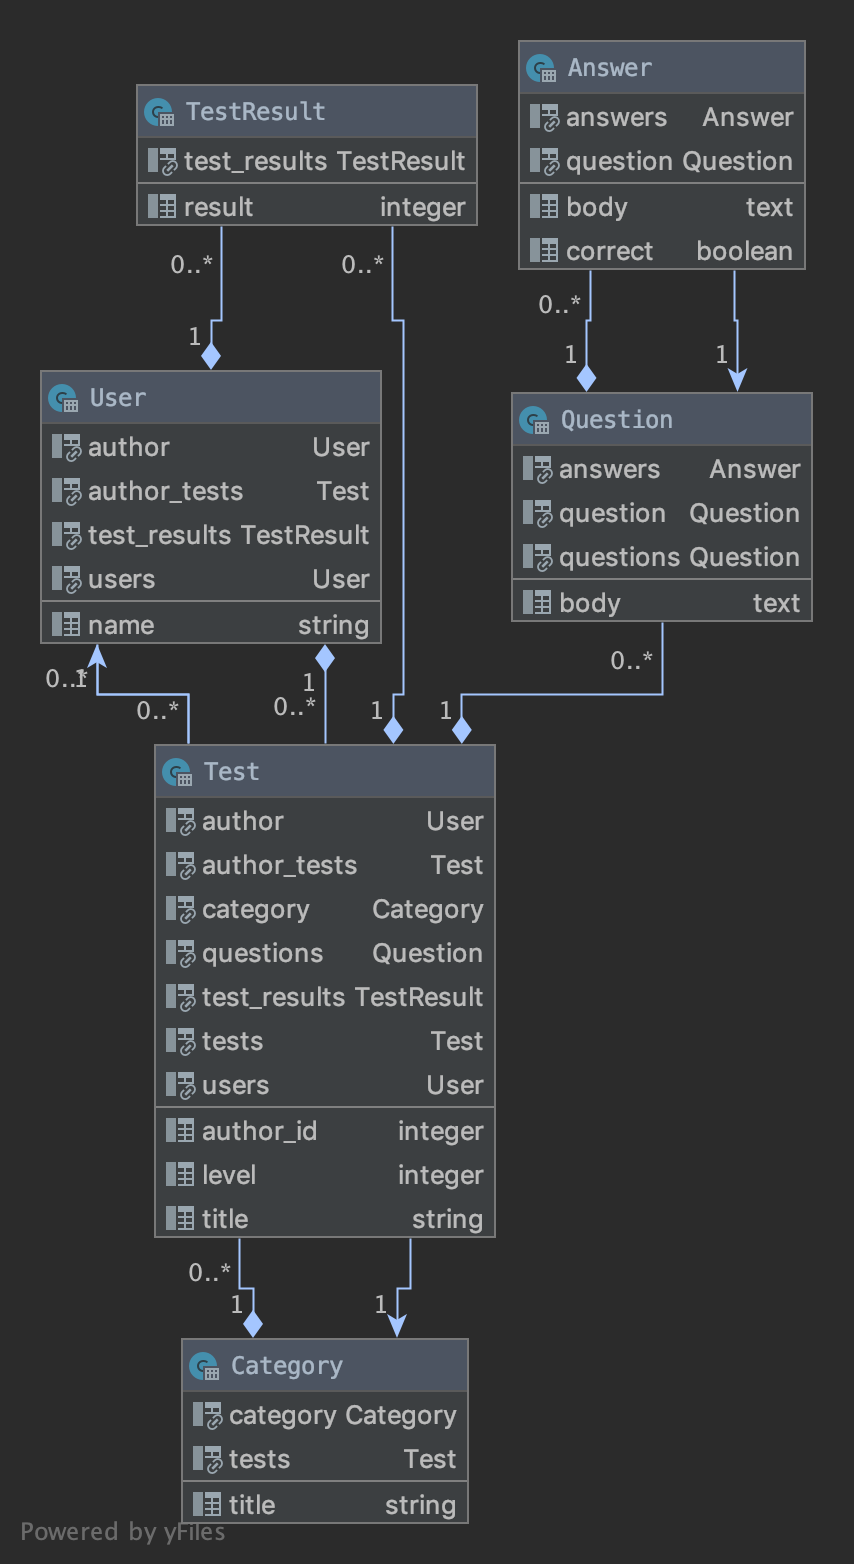 TestResult
test_results TestResult
result integer
0..*
0..*
1
Answer
answers Answer
question Question
body text
correct boolean
0..*
1
1
User
author User
author_tests Test
test_results TestResult
users User
name string
Question
answers Answer
question Question
questions Question
body text
0..*
1
0..*
1
0..*
1
0..*
1
Test
author User
author_tests Test
category Category
questions Question
test_results TestResult
tests Test
users User
author_id integer
level integer
title string
0..*
1
1
Category
category Category
tests Test
title string
Powered by yFiles